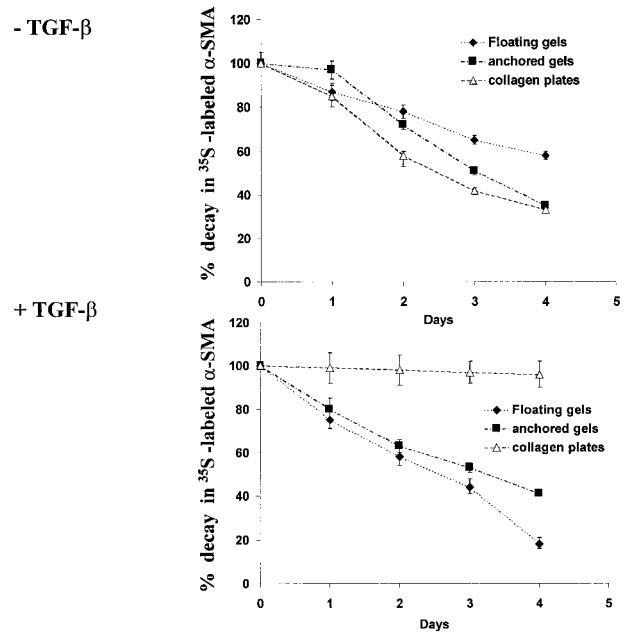 - TGF-β
% decay in ³⁵S -labeled α-SMA
120
100
80
60
40
20
0
Floating gels
anchored gels
collagen plates
0 1 2 3 4 5
Days
+ TGF-β
% decay in ³⁵S -labeled α-SMA
120
100
80
60
40
20
0
Floating gels
anchored gels
collagen plates
0 1 2 3 4 5
Days